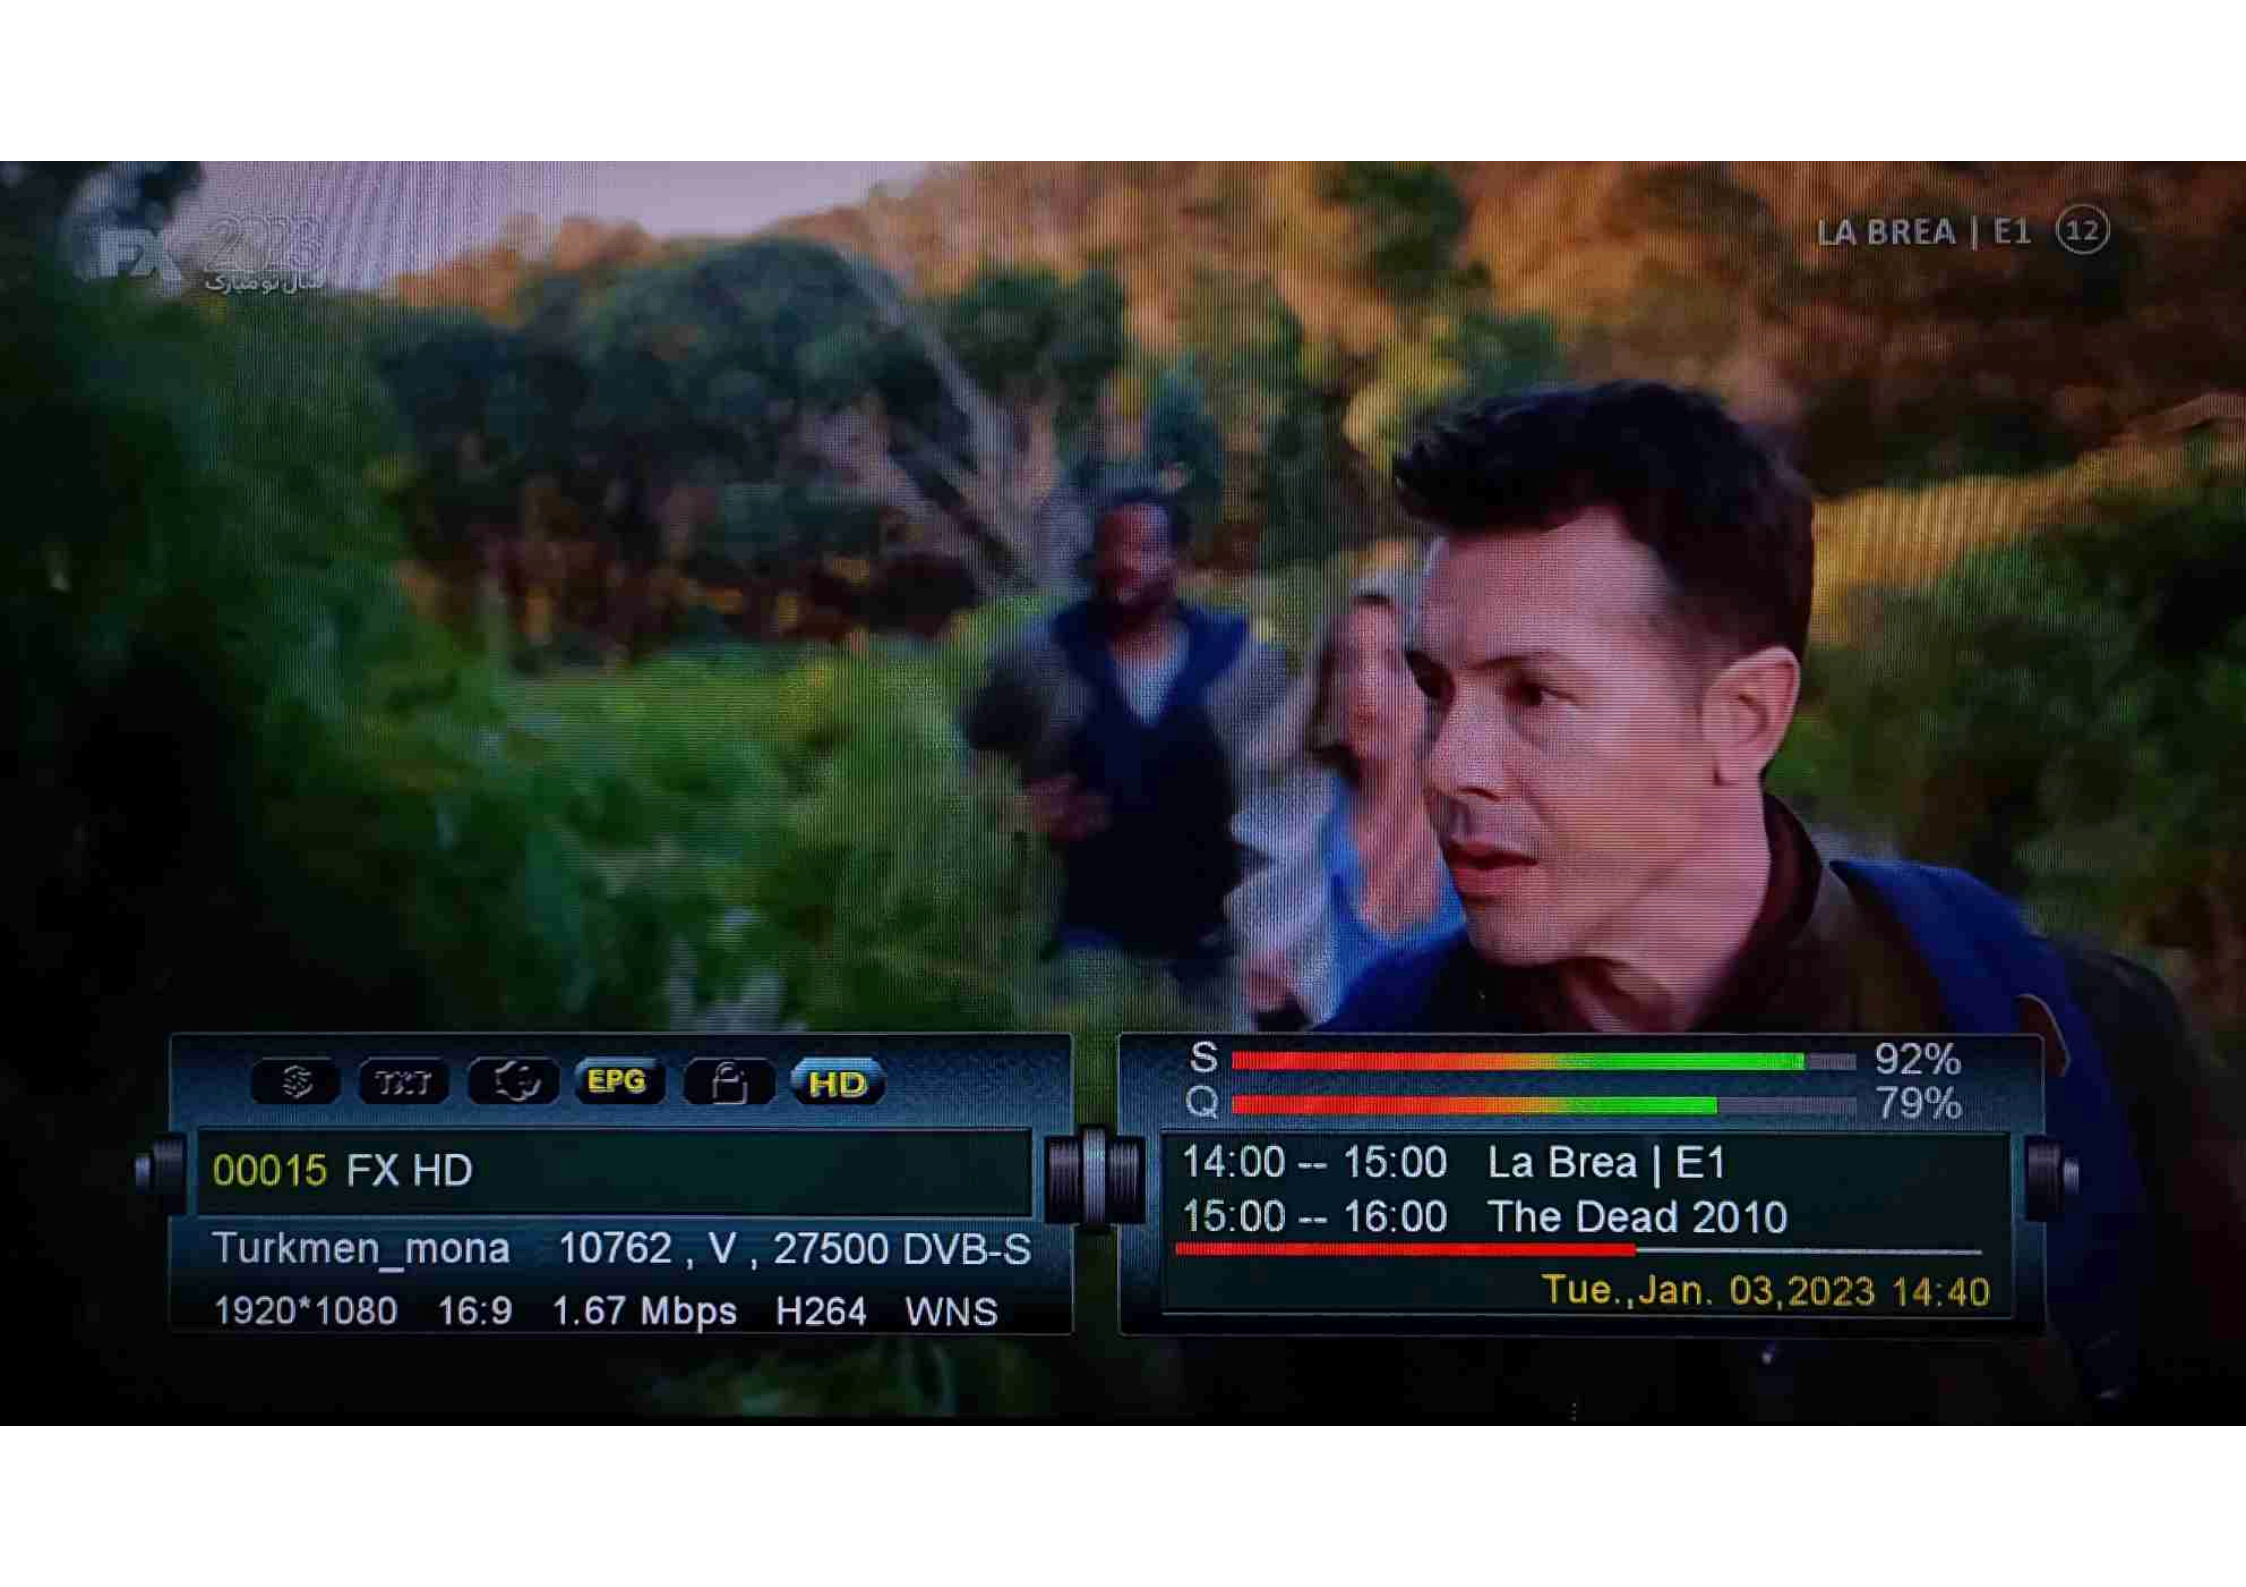 FX 2023
سال نو مبارک
LA BREA | E1 12
TXT EPG HD
S 92%
Q 79%
00015 FX HD
Turkmen_mona 10762 , V , 27500 DVB-S
1920*1080 16:9 1.67 Mbps H264 WNS
14:00 -- 15:00 La Brea | E1
15:00 -- 16:00 The Dead 2010
Tue.,Jan. 03,2023 14:40